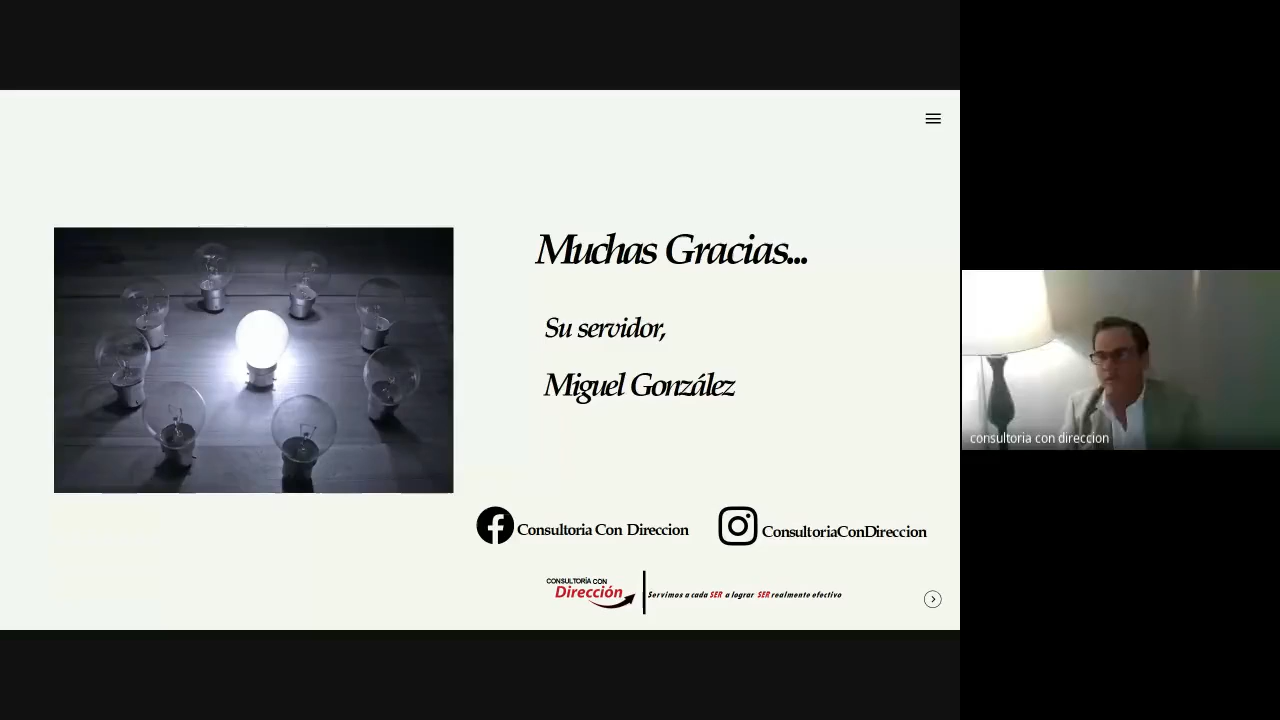 Muchas Gracias...
Su servidor,
Miguel González
Consultoria Con Direccion
ConsultoriaConDireccion
CONSULTORÍA CON
Dirección
Servimos a cada SER a lograr SER realmente efectivo
consultoria con direccion